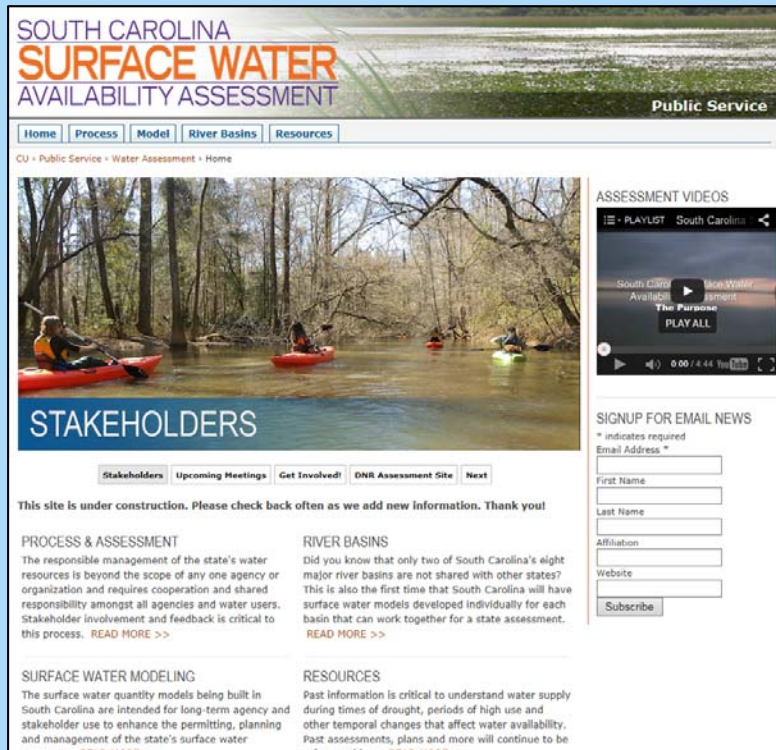 SOUTH CAROLINA
SURFACE WATER
AVAILABILITY ASSESSMENT
Public Service
Home
Process
Model
River Basins
Resources
CU › Public Service › Water Assessment › Home
STAKEHOLDERS
Stakeholders
Upcoming Meetings
Get Involved!
DNR Assessment Site
Next
This site is under construction. Please check back often as we add new information. Thank you!
PROCESS & ASSESSMENT
The responsible management of the state's water
resources is beyond the scope of any one agency or
organization and requires cooperation and shared
responsibility amongst all agencies and water users.
Stakeholder involvement and feedback is critical to
this process. READ MORE >>
RIVER BASINS
Did you know that only two of South Carolina's eight
major river basins are not shared with other states?
This is also the first time that South Carolina will have
surface water models developed individually for each
basin that can work together for a state assessment.
READ MORE >>
SURFACE WATER MODELING
The surface water quantity models being built in
South Carolina are intended for long-term agency and
stakeholder use to enhance the permitting, planning
and management of the state's surface water
RESOURCES
Past information is critical to understand water supply
during times of drought, periods of high use and
other temporal changes that affect water availability.
Past assessments, plans and more will continue to be
ASSESSMENT VIDEOS
PLAYLIST South Carolina
South Carolina Surface Water
Availability Assessment
The Purpose
PLAY ALL
0:00 / 4:44 YouTube
SIGNUP FOR EMAIL NEWS
* indicates required
Email Address *
First Name
Last Name
Affiliation
Website
Subscribe